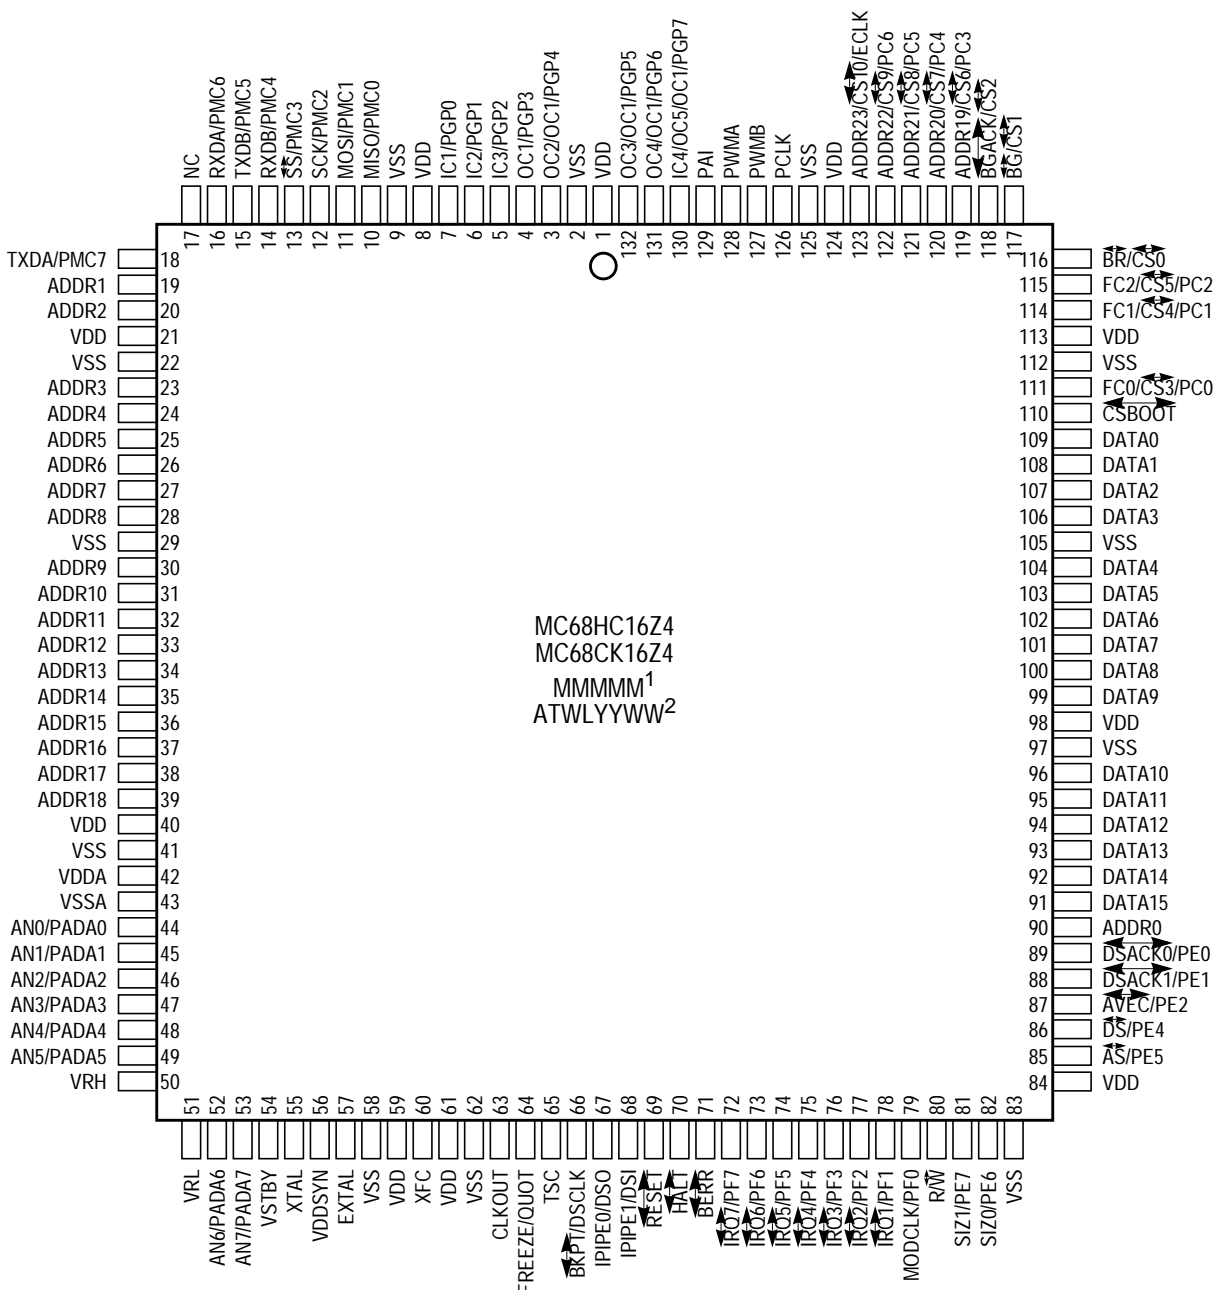 NC
RXDA/PMC6
TXDB/PMC5
RXDB/PMC4
SS/PMC3
SCK/PMC2
MOSI/PMC1
MISO/PMC0
VSS
VDD
IC1/PGP0
IC2/PGP1
IC3/PGP2
OC1/PGP3
OC2/OC1/PGP4
VSS
VDD
OC3/OC1/PGP5
OC4/OC1/PGP6
IC4/OC5/OC1/PGP7
PAI
PWMA
PWMB
PCLK
VSS
VDD
ADDR23/CS10/ECLK
ADDR22/CS9/PC6
ADDR21/CS8/PC5
ADDR20/CS7/PC4
ADDR19/CS6/PC3
BGACK/CS2
BG/CS1
17 16 15 14 13 12 11 10 9 8 7 6 5 4 3 2 1 132 131 130 129 128 127 126 125 124 123 122 121 120 119 118 117
TXDA/PMC7 18
ADDR1 19
ADDR2 20
VDD 21
VSS 22
ADDR3 23
ADDR4 24
ADDR5 25
ADDR6 26
ADDR7 27
ADDR8 28
VSS 29
ADDR9 30
ADDR10 31
ADDR11 32
ADDR12 33
ADDR13 34
ADDR14 35
ADDR15 36
ADDR16 37
ADDR17 38
ADDR18 39
VDD 40
VSS 41
VDDA 42
VSSA 43
AN0/PADA0 44
AN1/PADA1 45
AN2/PADA2 46
AN3/PADA3 47
AN4/PADA4 48
AN5/PADA5 49
VRH 50
MC68HC16Z4
MC68CK16Z4
MMMMM1
ATWLYYWW2
116 BR/CS0
115 FC2/CS5/PC2
114 FC1/CS4/PC1
113 VDD
112 VSS
111 FC0/CS3/PC0
110 CSBOOT
109 DATA0
108 DATA1
107 DATA2
106 DATA3
105 VSS
104 DATA4
103 DATA5
102 DATA6
101 DATA7
100 DATA8
99 DATA9
98 VDD
97 VSS
96 DATA10
95 DATA11
94 DATA12
93 DATA13
92 DATA14
91 DATA15
90 ADDR0
89 DSACK0/PE0
88 DSACK1/PE1
87 AVEC/PE2
86 DS/PE4
85 AS/PE5
84 VDD
51 52 53 54 55 56 57 58 59 60 61 62 63 64 65 66 67 68 69 70 71 72 73 74 75 76 77 78 79 80 81 82 83
VRL
AN6/PADA6
AN7/PADA7
VSTBY
XTAL
VDDSYN
EXTAL
VSS
VDD
XFC
VDD
VSS
CLKOUT
FREEZE/QUOT
TSC
BKPT/DSCLK
IPIPE0/DSO
IPIPE1/DSI
RESET
HALT
BERR
IRQ7/PF7
IRQ6/PF6
IRQ5/PF5
IRQ4/PF4
IRQ3/PF3
IRQ2/PF2
IRQ1/PF1
MODCLK/PF0
R/W
SIZ1/PE7
SIZ0/PE6
VSS